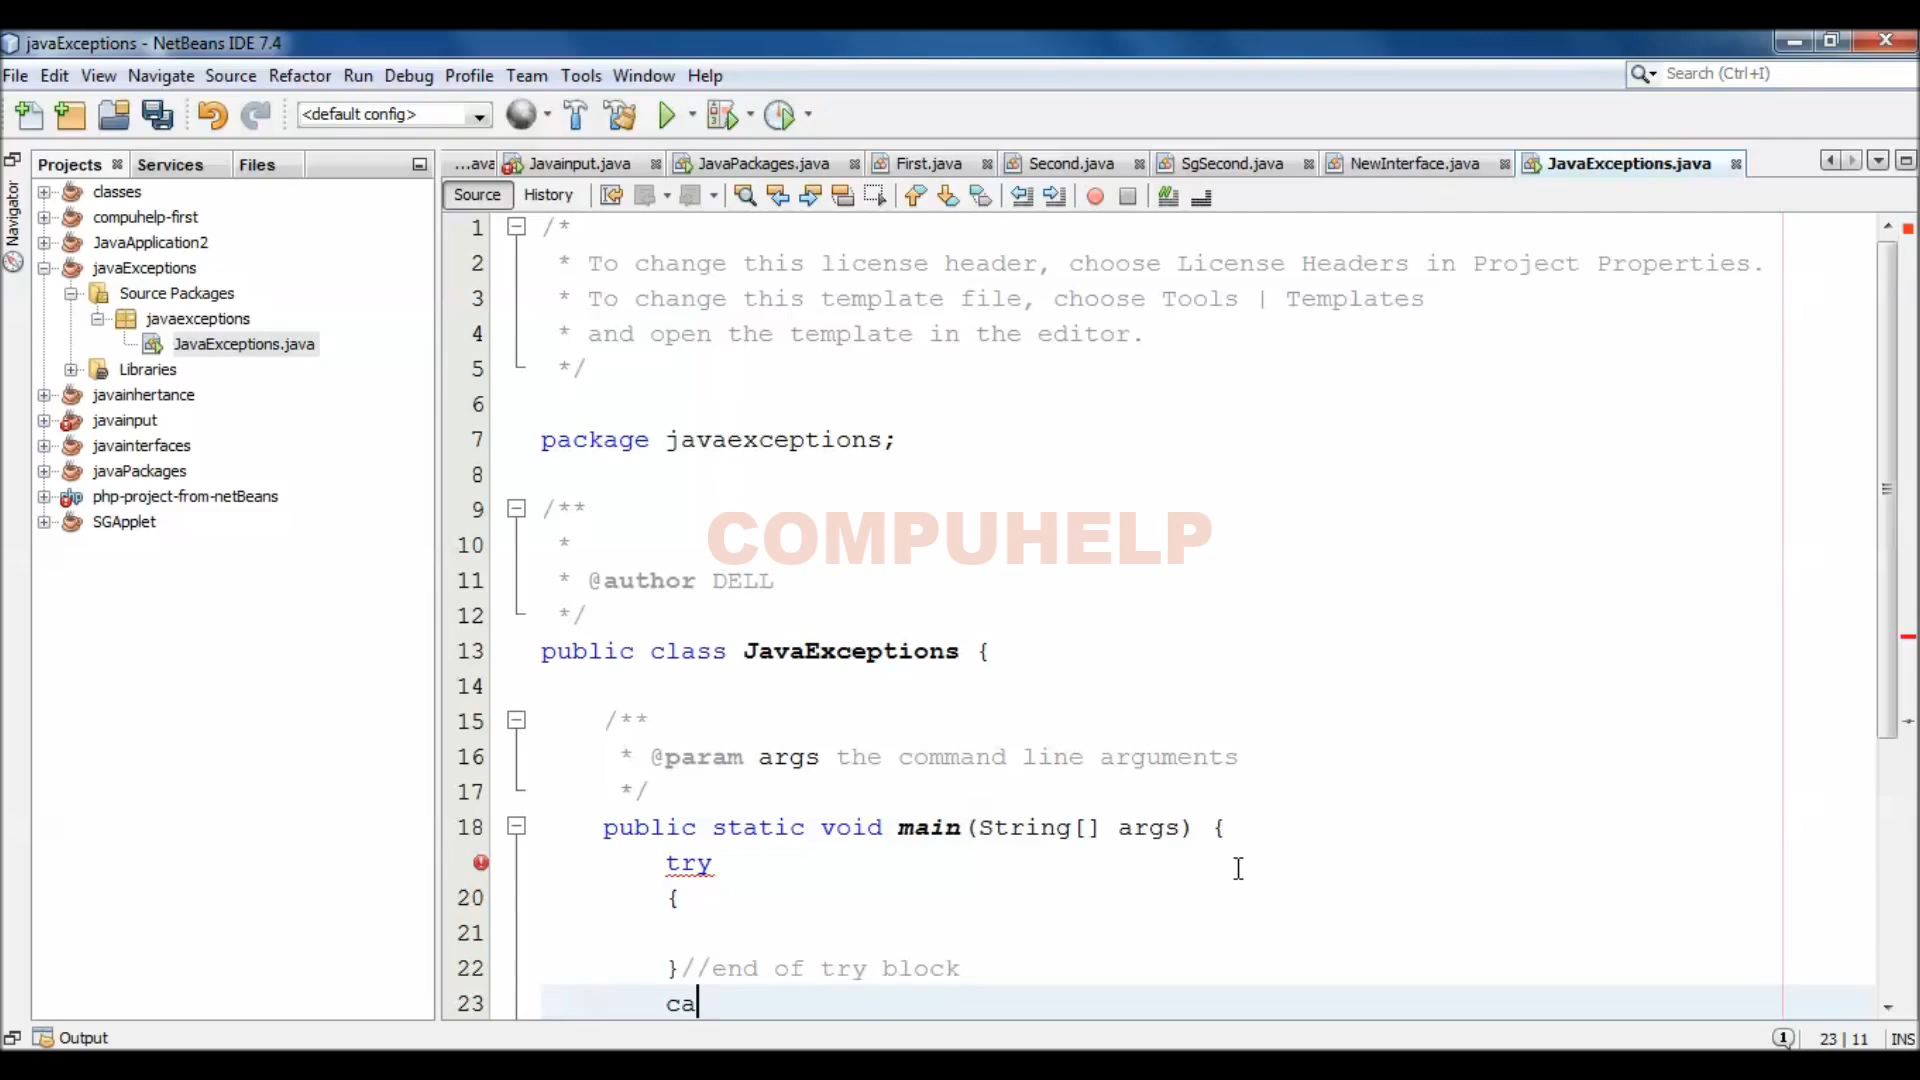 javaExceptions - NetBeans IDE 7.4
File Edit View Navigate Source Refactor Run Debug Profile Team Tools Window Help
Search (Ctrl+I)
<default config>
Navigator
Projects Services Files
classes
compuhelp-first
JavaApplication2
javaExceptions
Source Packages
javaexceptions
JavaExceptions.java
Libraries
javainhertance
javainput
javainterfaces
javaPackages
php-project-from-netBeans
SGApplet
...ava Javainput.java JavaPackages.java First.java Second.java SgSecond.java NewInterface.java JavaExceptions.java
Source History
1 /*
2 * To change this license header, choose License Headers in Project Properties.
3 * To change this template file, choose Tools | Templates
4 * and open the template in the editor.
5 */
6
7 package javaexceptions;
8
9 /**
10 *
11 * @author DELL
12 */
13 public class JavaExceptions {
14
15 /**
16 * @param args the command line arguments
17 */
18 public static void main(String[] args) {
try
20 {
21
22 }//end of try block
23 ca
COMPUHELP
Output
1 23 | 11 INS